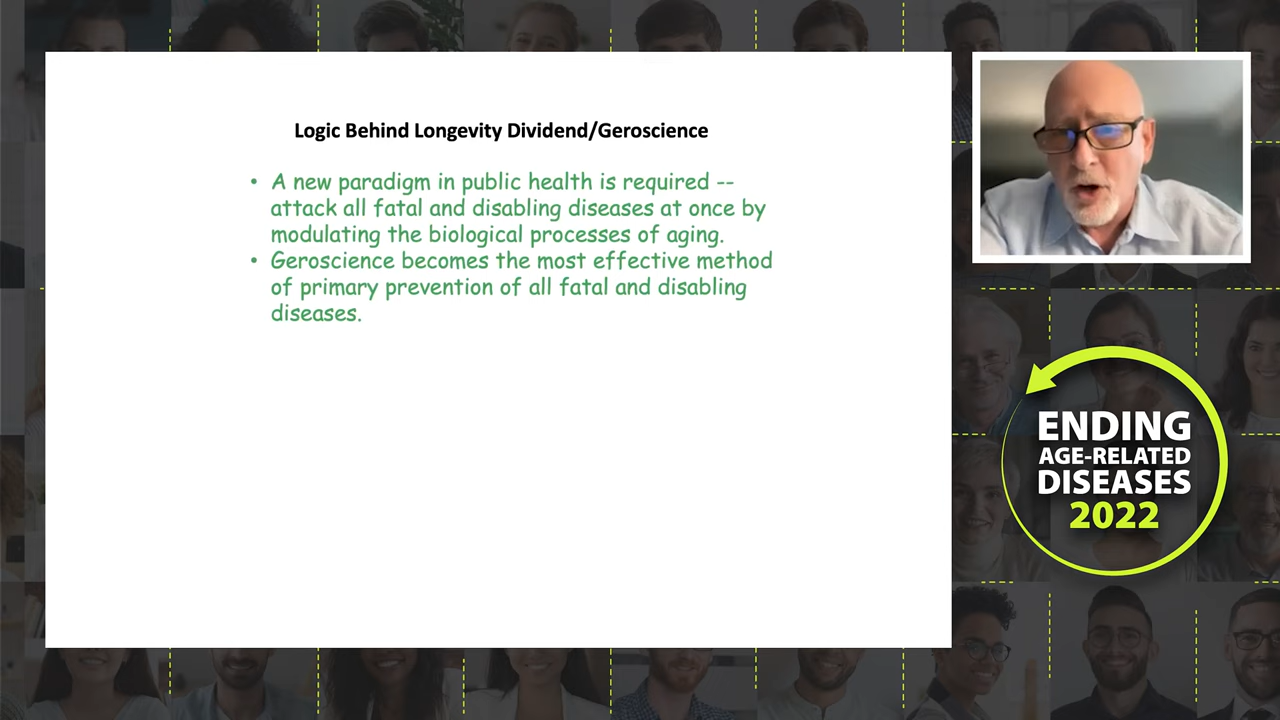 Logic Behind Longevity Dividend/Geroscience
• A new paradigm in public health is required --
attack all fatal and disabling diseases at once by
modulating the biological processes of aging.
• Geroscience becomes the most effective method
of primary prevention of all fatal and disabling
diseases.
ENDING
AGE-RELATED
DISEASES
2022